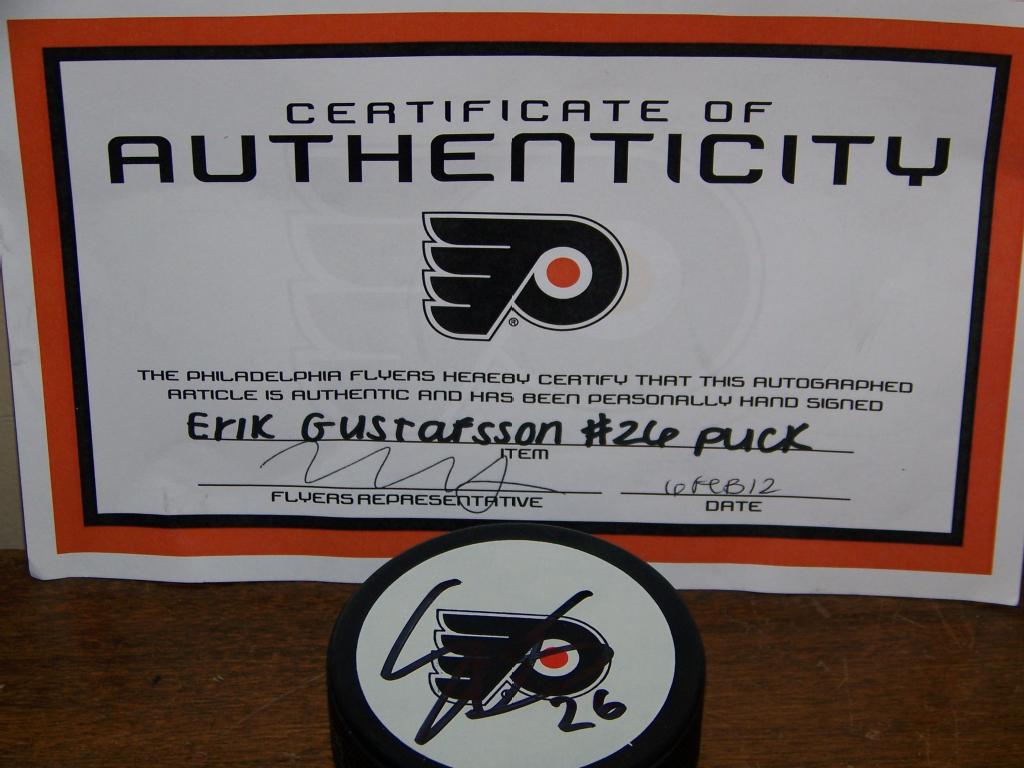 CERTIFICATE OF
AUTHENTICITY
®
THE PHILADELPHIA FLYERS HEREBY CERTIFY THAT THIS AUTOGRAPHED
ARTICLE IS AUTHENTIC AND HAS BEEN PERSONALLY HAND SIGNED
Erik Gustafsson #26 puck
ITEM
6FEB12
FLYERS REPRESENTATIVE
DATE
26